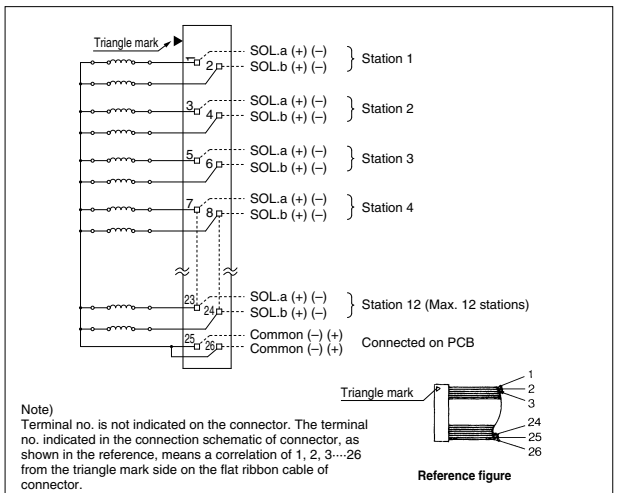 Triangle mark
1
2
SOL.a (+) (–)
SOL.b (+) (–)
Station 1
3
4
SOL.a (+) (–)
SOL.b (+) (–)
Station 2
5
6
SOL.a (+) (–)
SOL.b (+) (–)
Station 3
7
8
SOL.a (+) (–)
SOL.b (+) (–)
Station 4
23
24
SOL.a (+) (–)
SOL.b (+) (–)
Station 12 (Max. 12 stations)
25
26
Common (–) (+)
Common (–) (+)
Connected on PCB
Triangle mark
1
2
3
24
25
26
Reference figure
Note)
Terminal no. is not indicated on the connector. The terminal
no. indicated in the connection schematic of connector, as
shown in the reference, means a correlation of 1, 2, 3····26
from the triangle mark side on the flat ribbon cable of
connector.